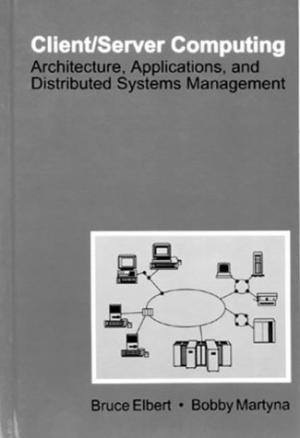 Client/Server Computing
Architecture, Applications, and
Distributed Systems Management
Bruce Elbert • Bobby Martyna